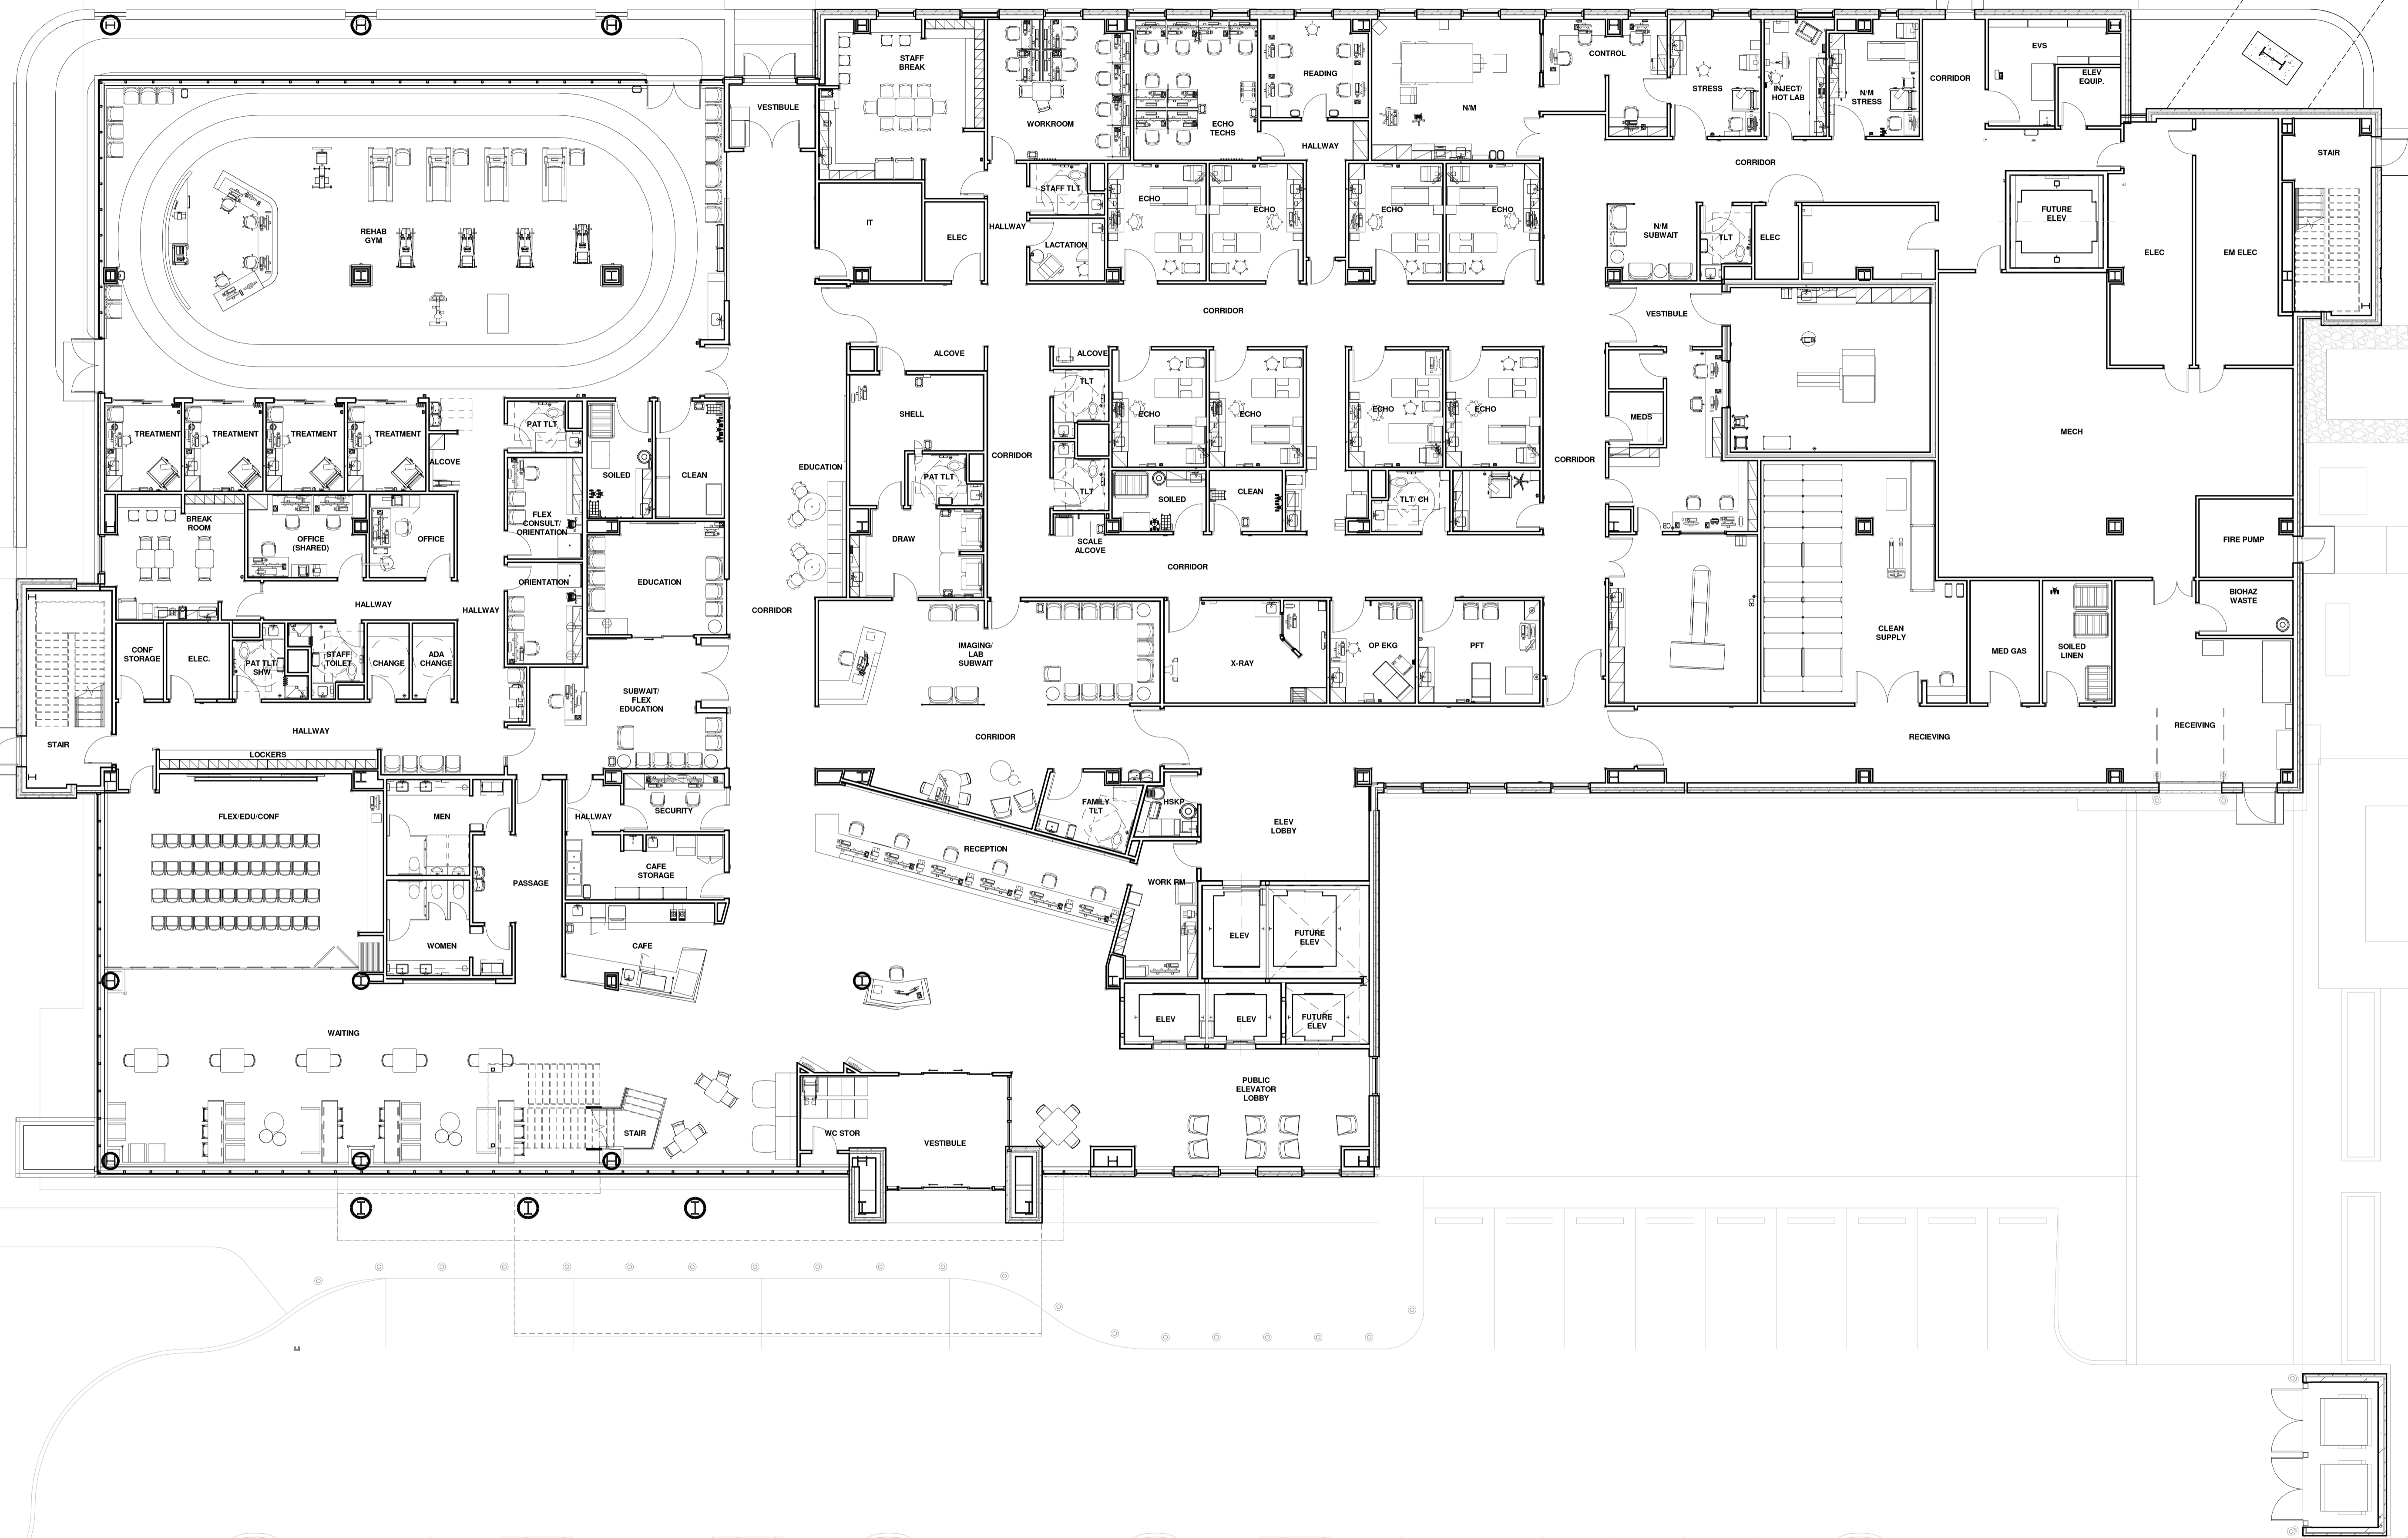 STAFF
BREAK
WORKROOM
ECHO
TECHS
READING
N/M
CONTROL
STRESS
INJECT/
HOT LAB
N/M
STRESS
CORRIDOR
EVS
ELEV
EQUIP.
VESTIBULE
HALLWAY
CORRIDOR
STAIR
REHAB
GYM
IT
ELEC
HALLWAY
STAFF TLT
LACTATION
ECHO
ECHO
ECHO
ECHO
N/M
SUBWAIT
TLT
ELEC
FUTURE
ELEV
ELEC
EM ELEC
CORRIDOR
VESTIBULE
ALCOVE
ALCOVE
TLT
SHELL
ECHO
ECHO
ECHO
ECHO
MEDS
MECH
TREATMENT
TREATMENT
TREATMENT
TREATMENT
ALCOVE
PAT TLT
SOILED
CLEAN
EDUCATION
CORRIDOR
CORRIDOR
PAT TLT
TLT
SOILED
CLEAN
TLT/ CH
BREAK
ROOM
OFFICE
(SHARED)
OFFICE
FLEX
CONSULT/
ORIENTATION
DRAW
SCALE
ALCOVE
FIRE PUMP
CORRIDOR
ORIENTATION
EDUCATION
HALLWAY
HALLWAY
CORRIDOR
BIOHAZ
WASTE
CONF
STORAGE
ELEC.
PAT TLT/
SHW
STAFF
TOILET
CHANGE
ADA
CHANGE
IMAGING/
LAB
SUBWAIT
X-RAY
OP EKG
PFT
CLEAN
SUPPLY
MED GAS
SOILED
LINEN
SUBWAIT/
FLEX
EDUCATION
STAIR
HALLWAY
CORRIDOR
RECIEVING
RECEIVING
LOCKERS
FLEX/EDU/CONF
MEN
HALLWAY
SECURITY
FAMILY
TLT
HSKP
ELEV
LOBBY
RECEPTION
CAFE
STORAGE
PASSAGE
WORK RM
WOMEN
CAFE
ELEV
FUTURE
ELEV
WAITING
ELEV
ELEV
FUTURE
ELEV
PUBLIC
ELEVATOR
LOBBY
STAIR
WC STOR
VESTIBULE